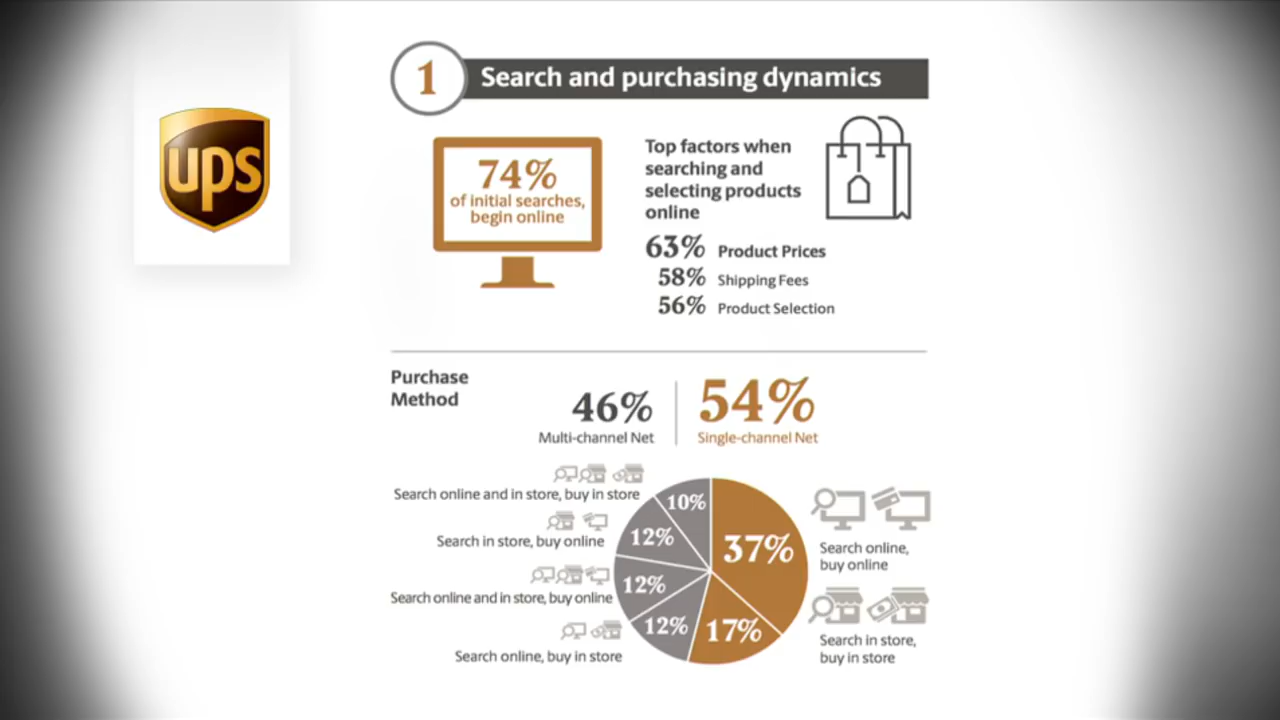 ups
1
Search and purchasing dynamics
74%
of initial searches,
begin online
Top factors when
searching and
selecting products
online
63% Product Prices
58% Shipping Fees
56% Product Selection
Purchase
Method
46%
Multi-channel Net
54%
Single-channel Net
Search online and in store, buy in store
10%
Search in store, buy online
12%
Search online and in store, buy online
12%
Search online, buy in store
12%
37%
Search online,
buy online
17%
Search in store,
buy in store